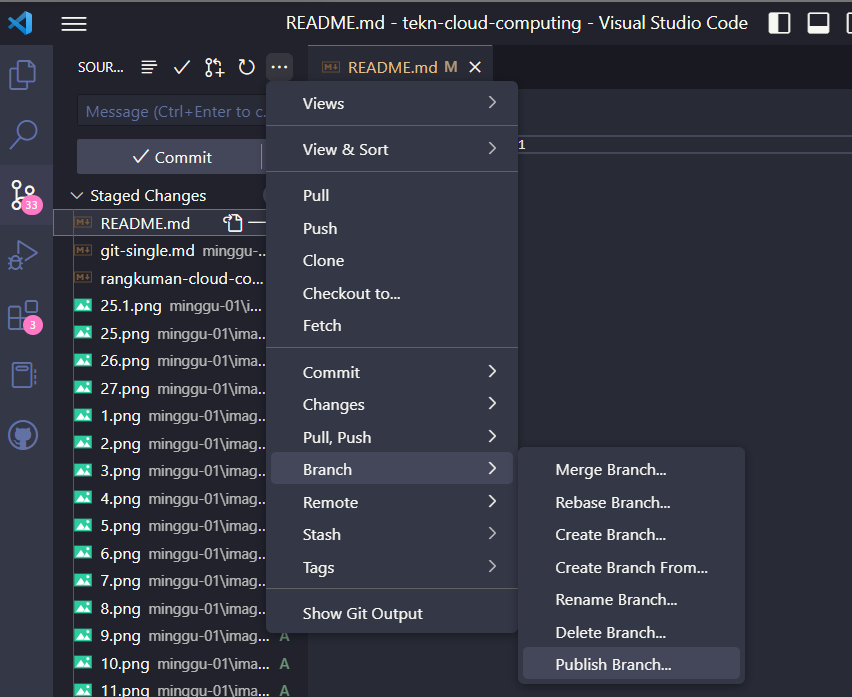 README.md - tekn-cloud-computing - Visual Studio Code
SOUR...
README.md M
Message (Ctrl+Enter to c...
Commit
Staged Changes
README.md
git-single.md minggu-...
rangkuman-cloud-co...
25.1.png minggu-01\i...
25.png minggu-01\ima...
26.png minggu-01\ima...
27.png minggu-01\ima...
1.png minggu-01\imag...
2.png minggu-01\imag...
3.png minggu-01\imag...
4.png minggu-01\imag...
5.png minggu-01\imag...
6.png minggu-01\imag...
7.png minggu-01\imag...
8.png minggu-01\imag...
9.png minggu-01\imag... A
10.png minggu-01\ima... A
11.png minggu-01\ima... A
33
3
1
Views
View & Sort
Pull
Push
Clone
Checkout to...
Fetch
Commit
Changes
Pull, Push
Branch
Remote
Stash
Tags
Show Git Output
Merge Branch...
Rebase Branch...
Create Branch...
Create Branch From...
Rename Branch...
Delete Branch...
Publish Branch...